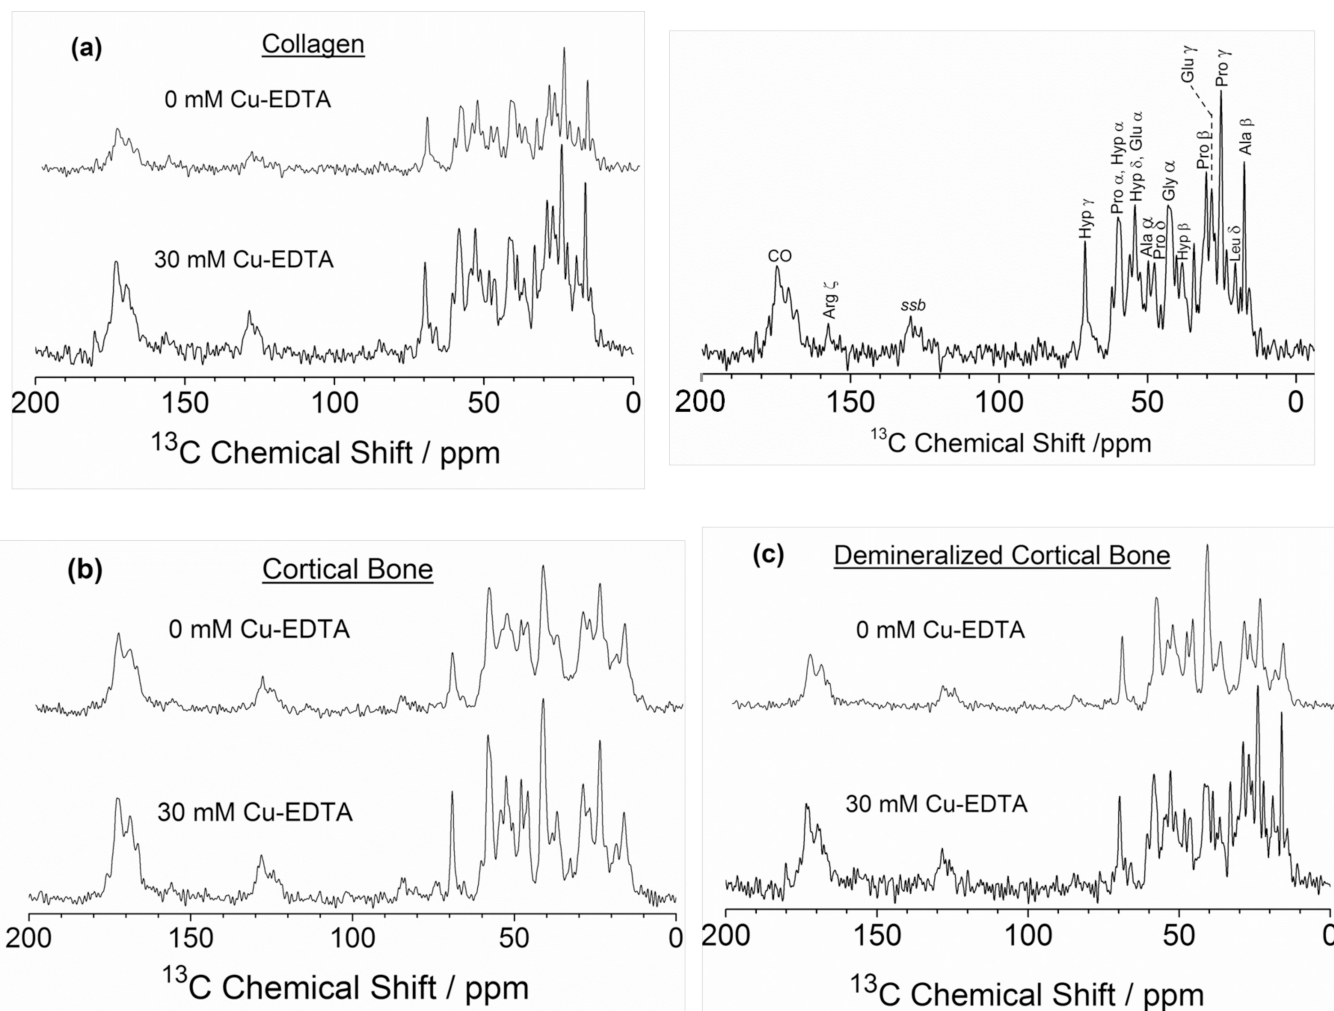 (a)
Collagen
0 mM Cu-EDTA
30 mM Cu-EDTA
200 150 100 50 0
13C Chemical Shift / ppm
CO
Arg ζ
ssb
Hyp γ
Pro α, Hyp α
Hyp δ, Glu α
Ala α
Pro δ
Gly α
Hyp β
Pro β
Glu γ
Pro γ
Leu δ
Ala β
200 150 100 50 0
13C Chemical Shift /ppm
(b)
Cortical Bone
0 mM Cu-EDTA
30 mM Cu-EDTA
200 150 100 50 0
13C Chemical Shift / ppm
(c)
Demineralized Cortical Bone
0 mM Cu-EDTA
30 mM Cu-EDTA
200 150 100 50 0
13C Chemical Shift / ppm